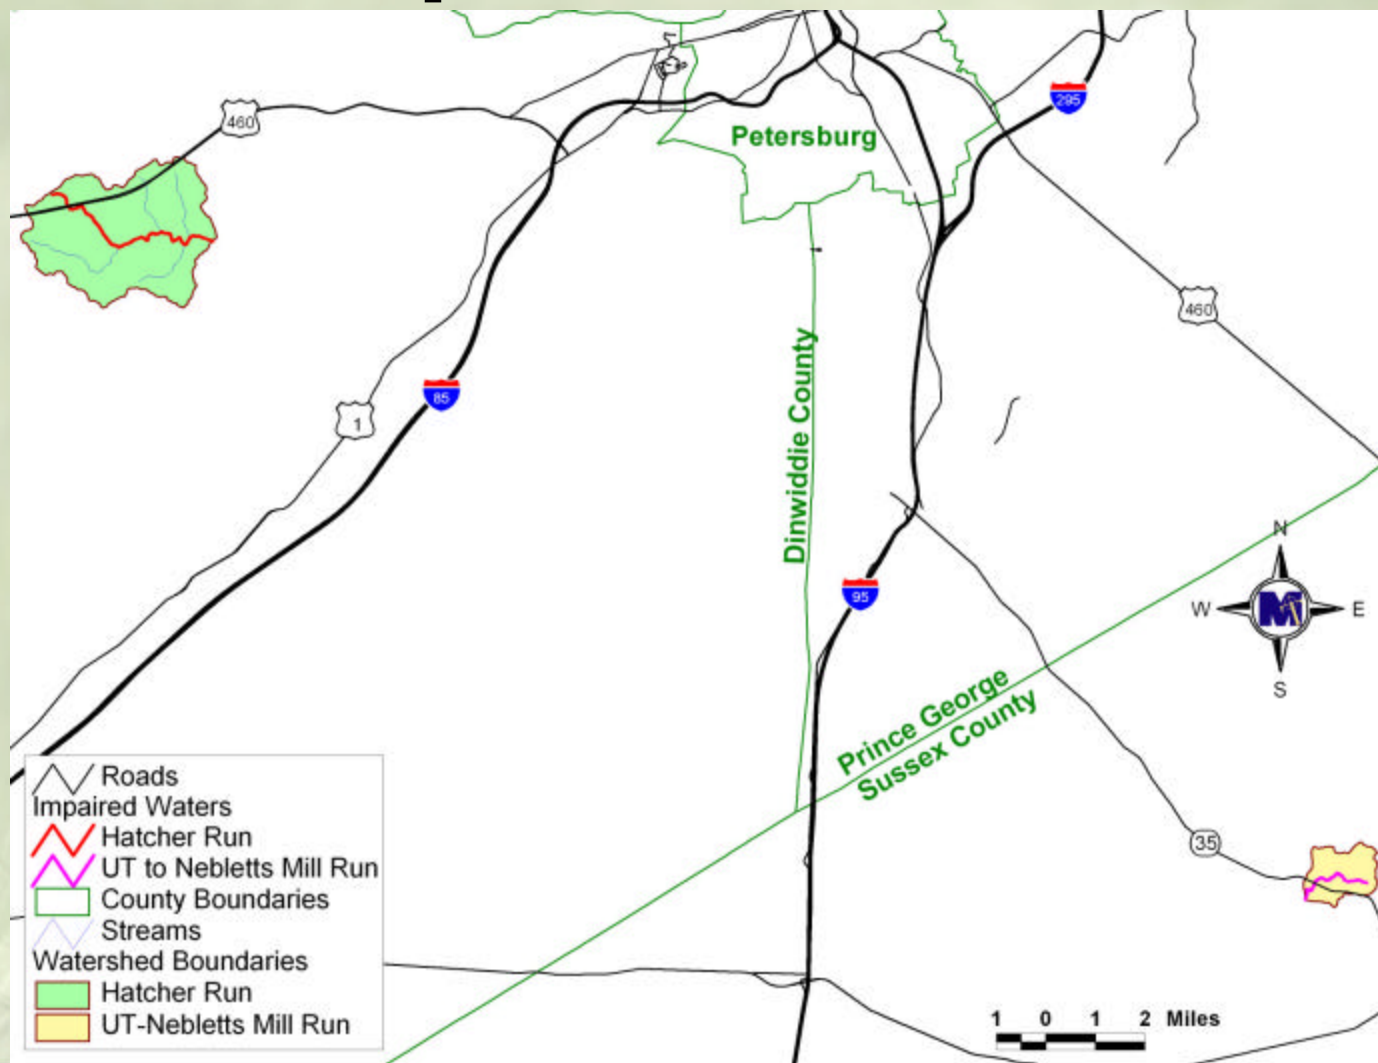 460
295
Petersburg
460
85
1
Dinwiddie County
N
W
M
E
S
95
Prince George
Sussex County
35
Roads
Impaired Waters
Hatcher Run
UT to Nebletts Mill Run
County Boundaries
Streams
Watershed Boundaries
Hatcher Run
UT-Nebletts Mill Run
1 0 1 2 Miles